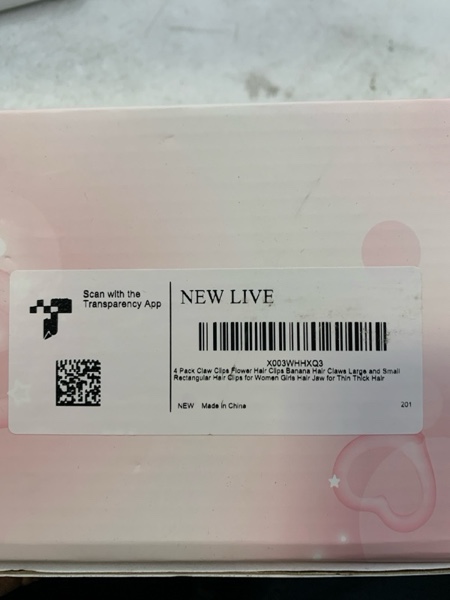 Scan with the
Transparency App
NEW LIVE
X003WHHXQ3
4 Pack Claw Clips Flower Hair Clips Banana Hair Claws Large and Small
Rectangular Hair Clips for Women Girls Hair Jew for Thin Thick Hair
NEW Made in China
201